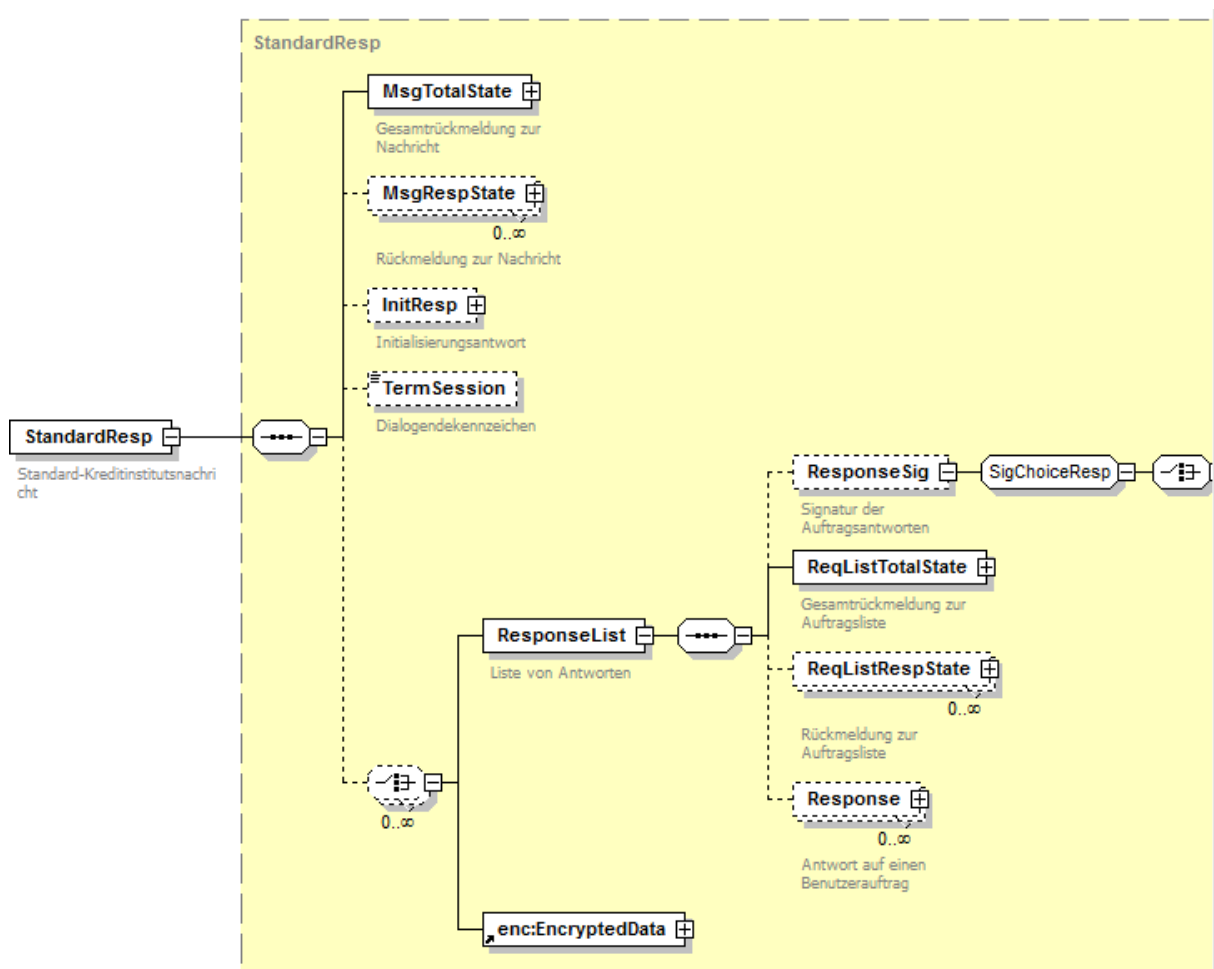 StandardResp
MsgTotalState
Gesamtrückmeldung zur
Nachricht
MsgRespState
0..∞
Rückmeldung zur Nachricht
InitResp
Initialisierungsantwort
TermSession
Dialogendekennzeichen
StandardResp
Standard-Kreditinstitutsnachri
cht
ResponseSig
SigChoiceResp
Signatur der
Auftragsantworten
ReqListTotalState
Gesamtrückmeldung zur
Auftragsliste
ResponseList
Liste von Antworten
ReqListRespState
0..∞
Rückmeldung zur
Auftragsliste
0..∞
Response
0..∞
Antwort auf einen
Benutzerauftrag
enc:EncryptedData